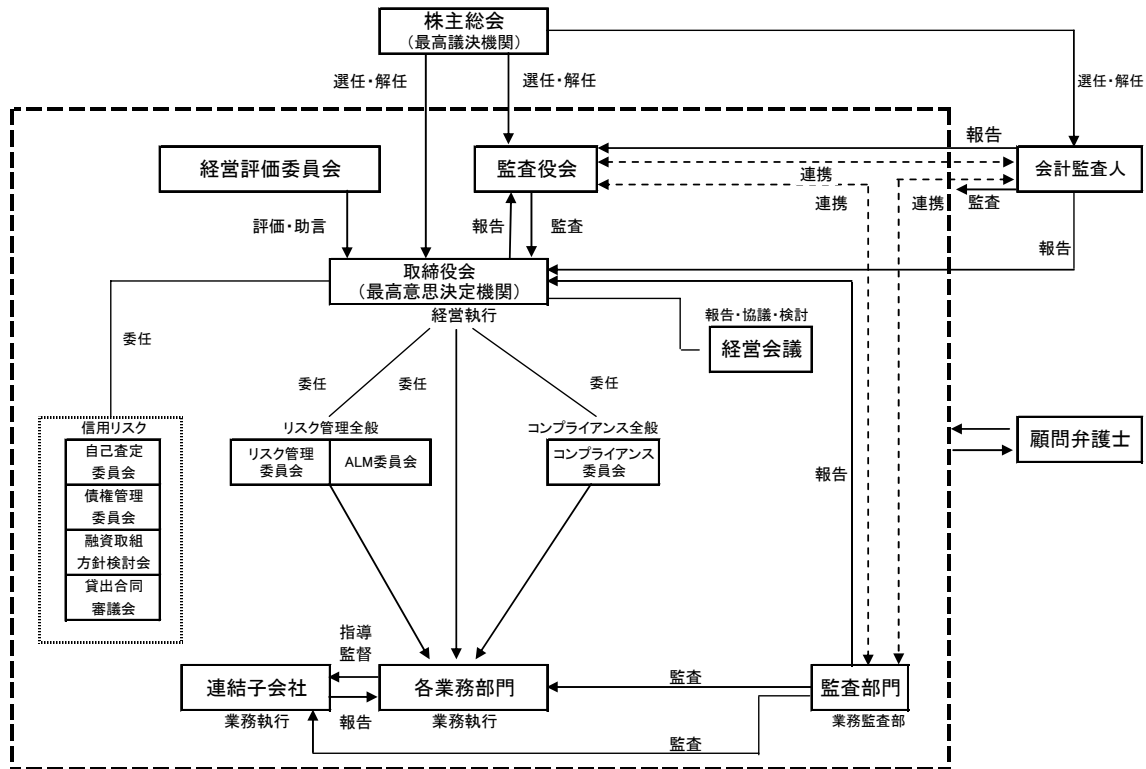 株主総会
(最高議決機関)
選任・解任
選任・解任
選任・解任
経営評価委員会
監査役会
報告
会計監査人
連携
連携
連携
監査
評価・助言
報告
監査
報告
取締役会
(最高意思決定機関)
経営執行
報告・協議・検討
経営会議
委任
委任
委任
委任
信用リスク
自己査定
委員会
債権管理
委員会
融資取組
方針検討会
貸出合同
審議会
リスク管理全般
リスク管理
委員会
ALM委員会
コンプライアンス全般
コンプライアンス
委員会
報告
顧問弁護士
指導
監督
連結子会社
業務執行
報告
各業務部門
業務執行
監査
監査部門
業務監査部
監査